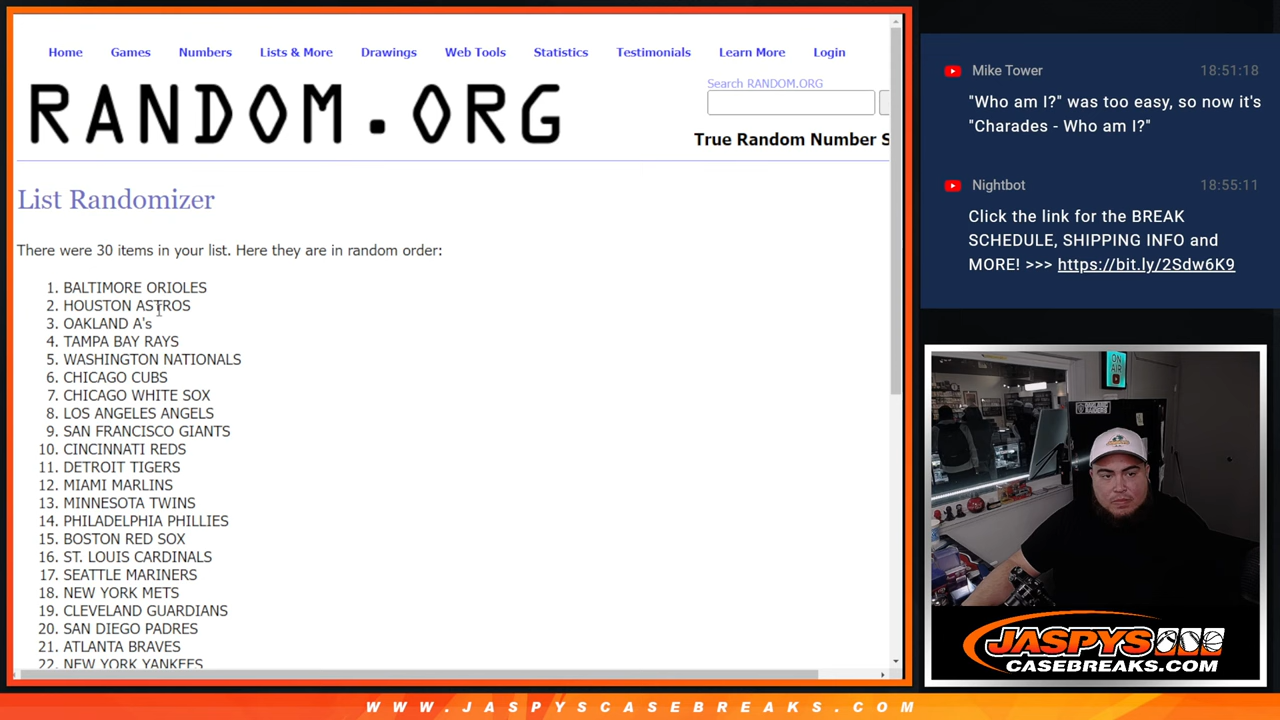 Home Games Numbers Lists & More Drawings Web Tools Statistics Testimonials Learn More Login
RANDOM.ORG
Search RANDOM.ORG
True Random Number S
List Randomizer
There were 30 items in your list. Here they are in random order:
1. BALTIMORE ORIOLES
2. HOUSTON ASTROS
3. OAKLAND A's
4. TAMPA BAY RAYS
5. WASHINGTON NATIONALS
6. CHICAGO CUBS
7. CHICAGO WHITE SOX
8. LOS ANGELES ANGELS
9. SAN FRANCISCO GIANTS
10. CINCINNATI REDS
11. DETROIT TIGERS
12. MIAMI MARLINS
13. MINNESOTA TWINS
14. PHILADELPHIA PHILLIES
15. BOSTON RED SOX
16. ST. LOUIS CARDINALS
17. SEATTLE MARINERS
18. NEW YORK METS
19. CLEVELAND GUARDIANS
20. SAN DIEGO PADRES
21. ATLANTA BRAVES
22. NEW YORK YANKEES
Mike Tower 18:51:18
"Who am I?" was too easy, so now it's
"Charades - Who am I?"
Nightbot 18:55:11
Click the link for the BREAK
SCHEDULE, SHIPPING INFO and
MORE! >>> https://bit.ly/2Sdw6K9
ON
AIR
JASPYS
CASEBREAKS.COM
WWW.JASPYSCASEBREAKS.COM